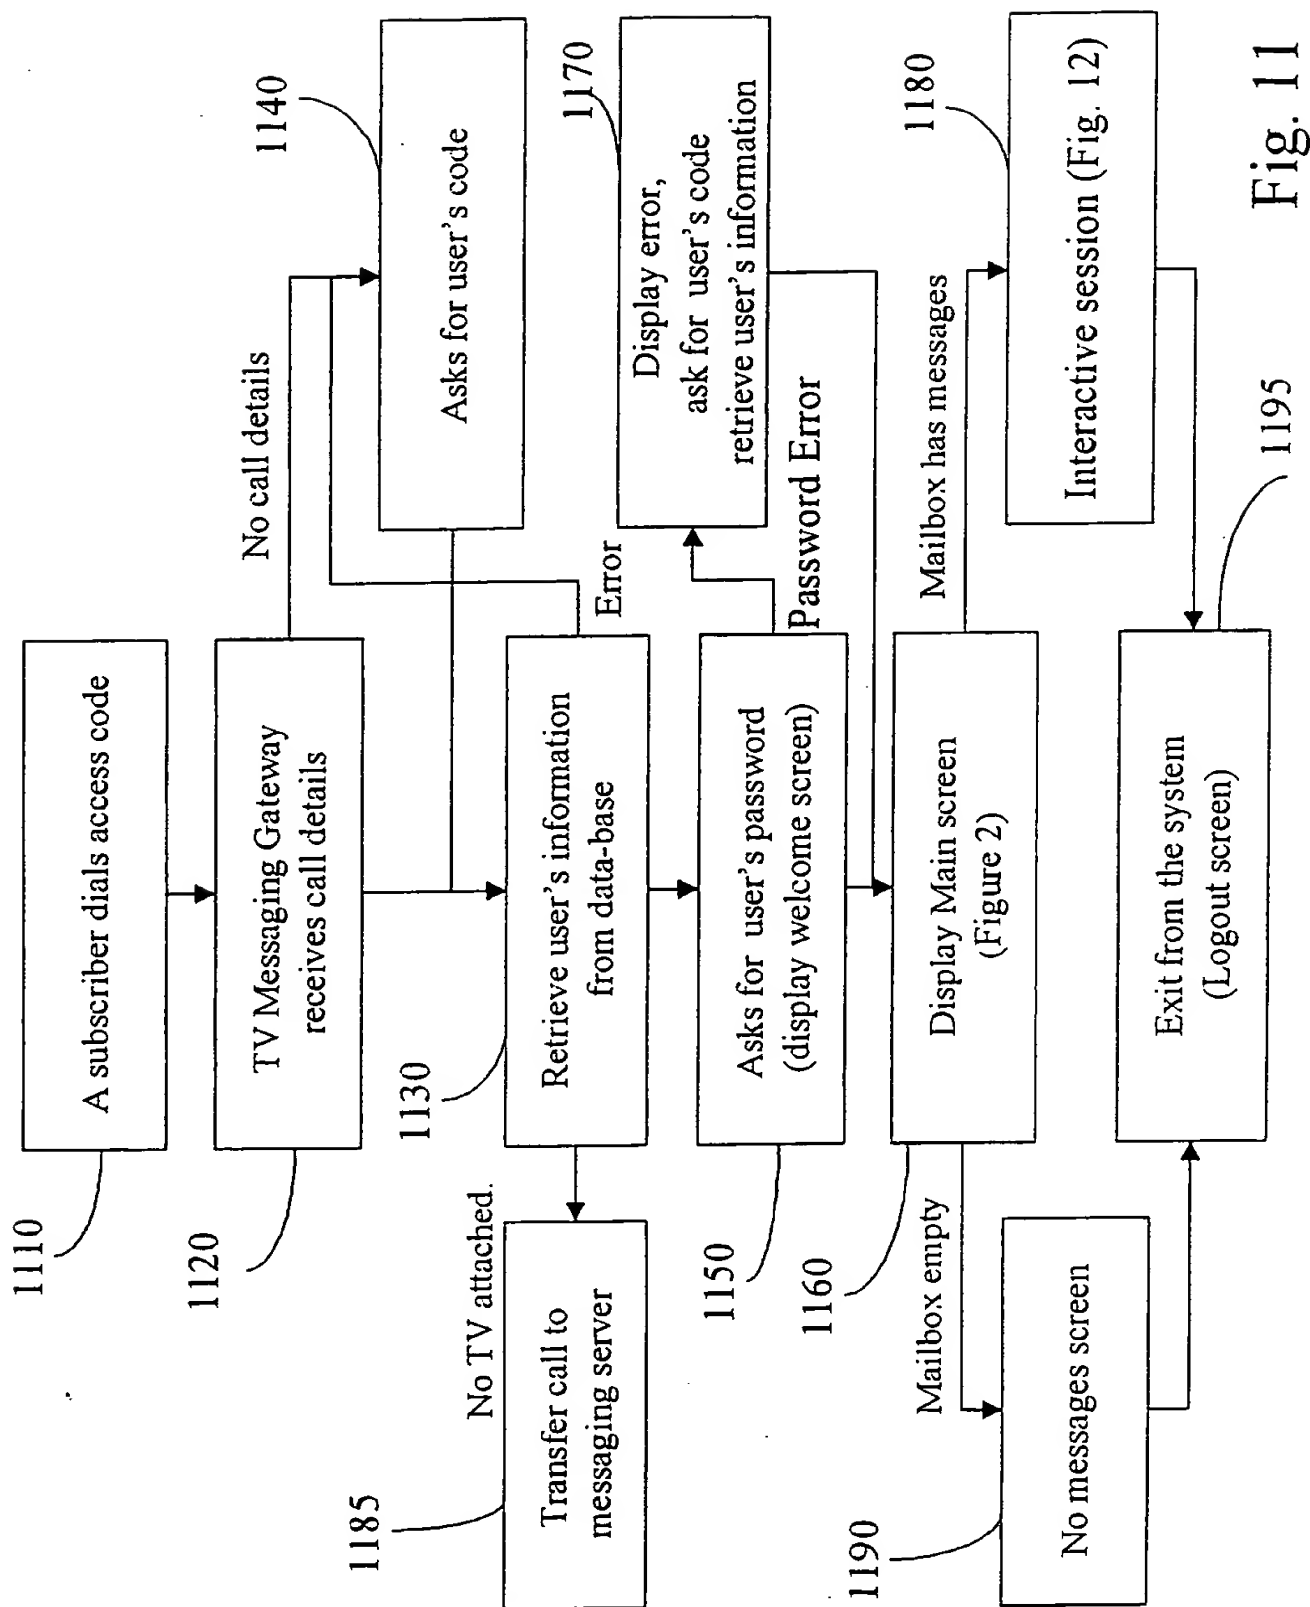 1110
A subscriber dials access code
1120
TV Messaging Gateway
receives call details
No call details
1140
Asks for user's code
1130
Retrieve user's information
from data-base
Error
No TV attached.
1185
Transfer call to
messaging server
1150
Asks for user's password
(display welcome screen)
Password Error
1170
Display error,
ask for user's code
retrieve user's information
1160
Display Main screen
(Figure 2)
Mailbox empty
Mailbox has messages
1190
No messages screen
1180
Interactive session (Fig. 12)
1195
Exit from the system
(Logout screen)
Fig. 11